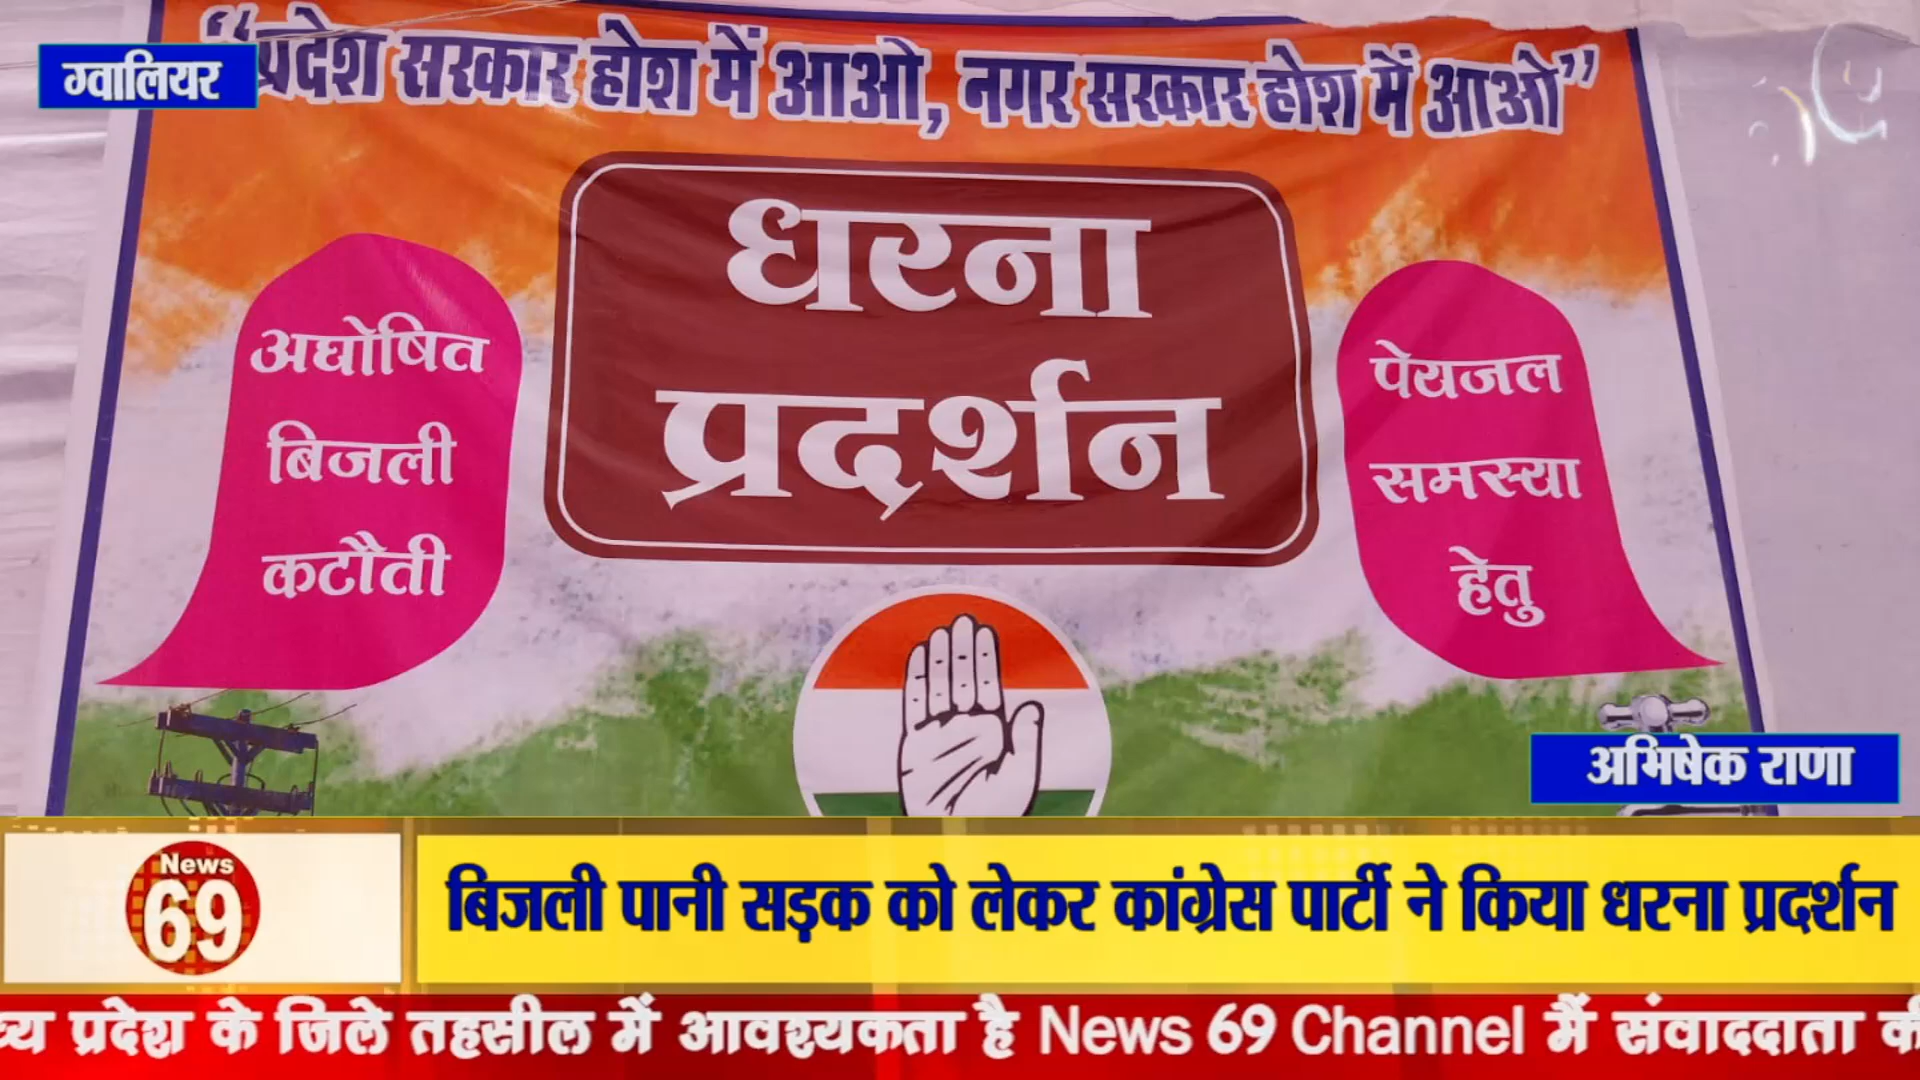 ग्वालियर
“प्रदेश सरकार होश में आओ, नगर सरकार होश में आओ”
धरना
प्रदर्शन
अघोषित
बिजली
कटौती
पेयजल
समस्या
हेतु
अभिषेक राणा
News
69
बिजली पानी सड़क को लेकर कांग्रेस पार्टी ने किया धरना प्रदर्शन
प्रदेश के जिले तहसील में आवश्यकता है News 69 Channel मैं संवाददाता की